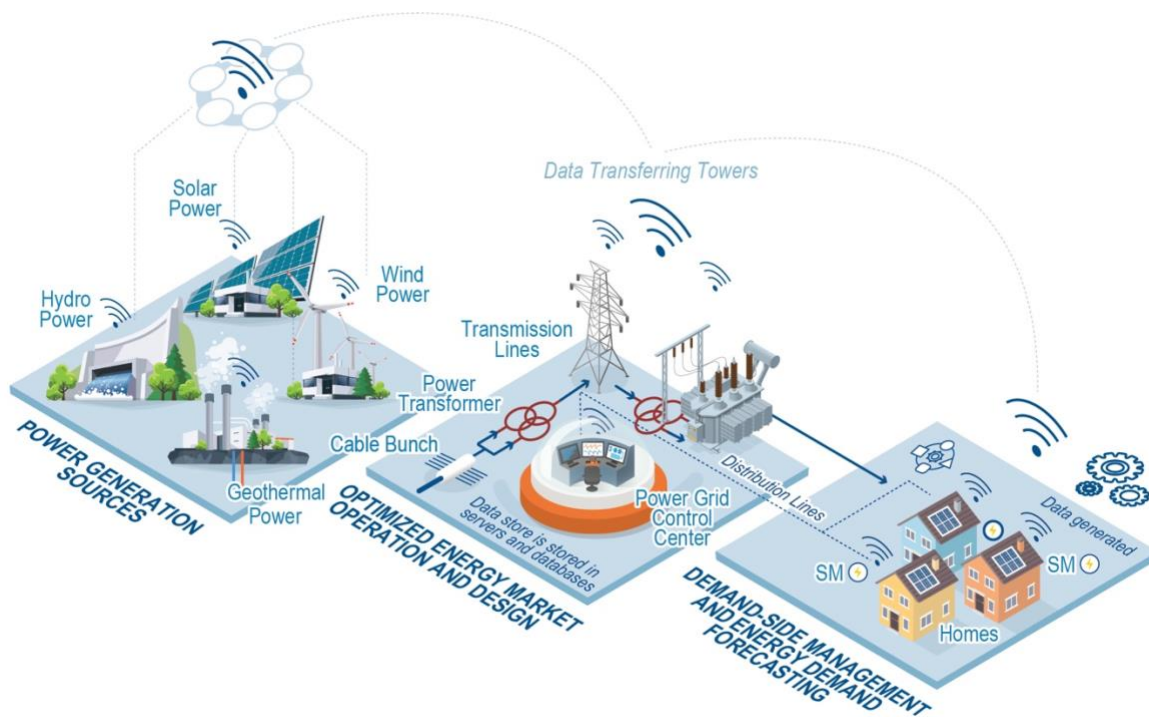 Data Transferring Towers
Solar
Power
Wind
Power
Hydro
Power
Geothermal
Power
POWER GENERATION
SOURCES
Transmission
Lines
Power
Transformer
Cable Bunch
Power Grid
Control
Center
Data store is stored in
servers and databases
OPTIMIZED ENERGY MARKET
OPERATION AND DESIGN
Distribution Lines
Data generated
SM
SM
Homes
DEMAND-SIDE MANAGEMENT
AND ENERGY DEMAND
FORECASTING